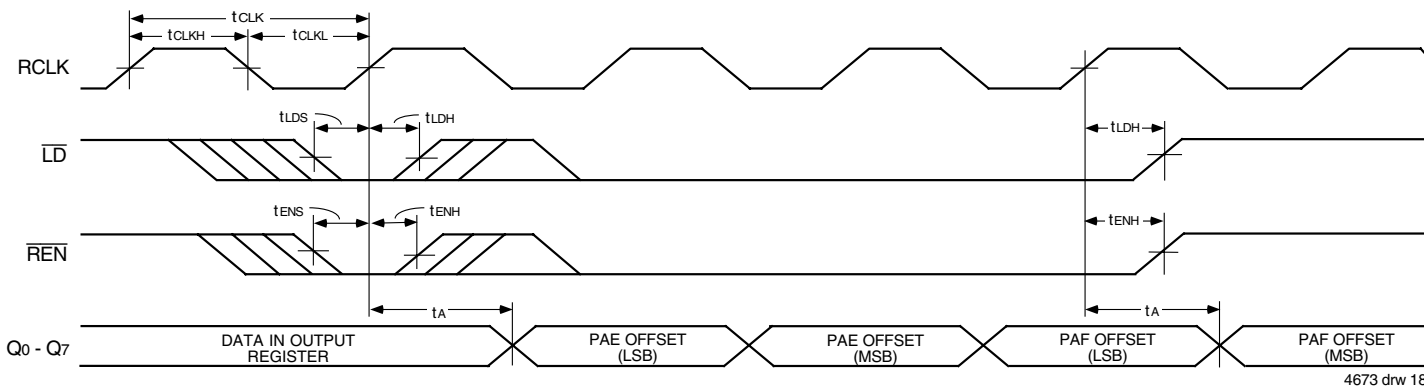 tCLK
tCLKH
tCLKL
RCLK
tLDS
tLDH
tLDH
LD
tENS
tENH
tENH
REN
tA
tA
Q0 - Q7
DATA IN OUTPUT
REGISTER
PAE OFFSET
(LSB)
PAE OFFSET
(MSB)
PAF OFFSET
(LSB)
PAF OFFSET
(MSB)
4673 drw 18